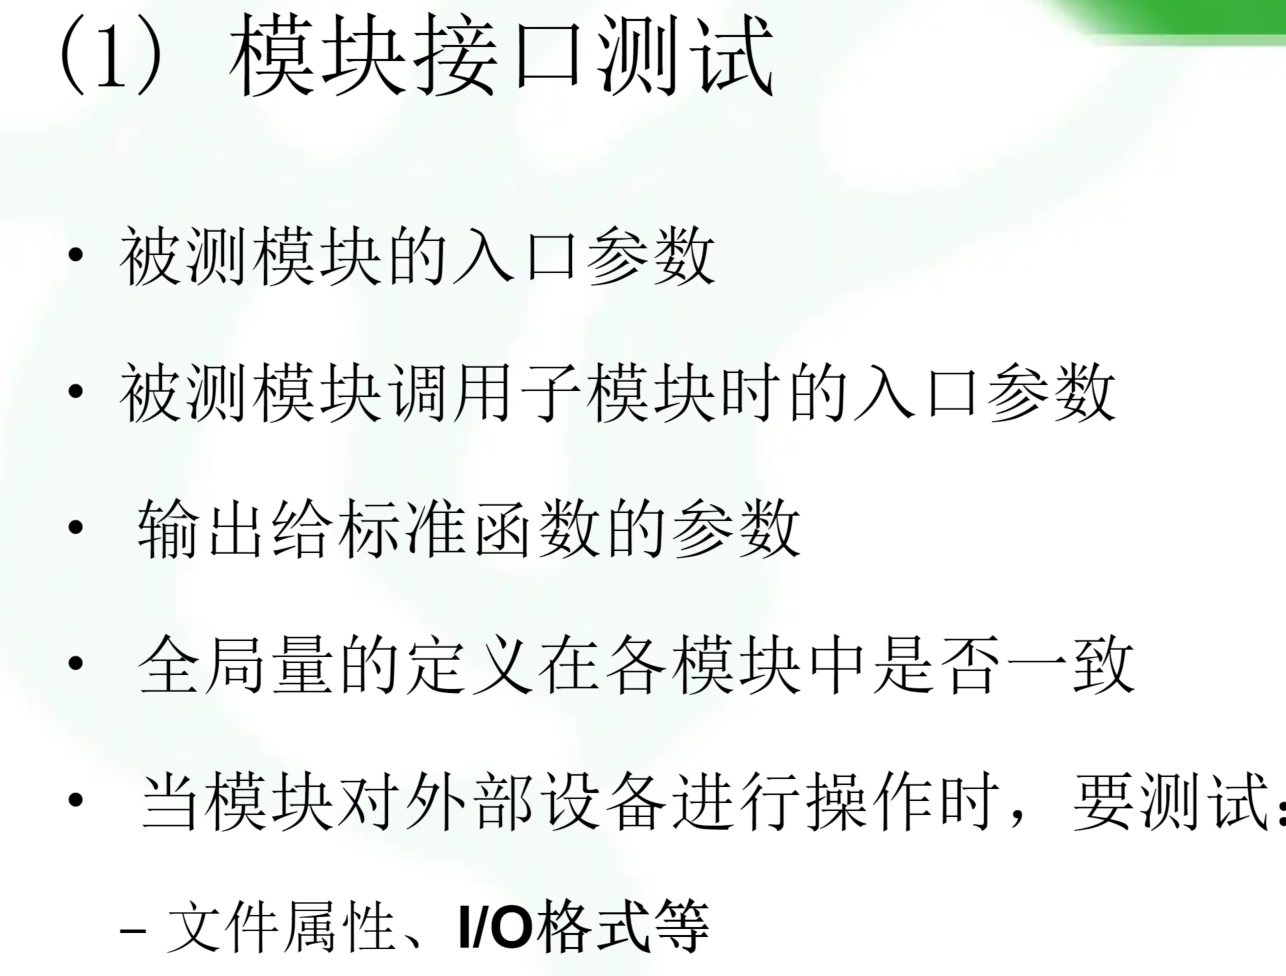 (1) 模块接口测试
• 被测模块的入口参数
• 被测模块调用子模块时的入口参数
• 输出给标准函数的参数
• 全局量的定义在各模块中是否一致
• 当模块对外部设备进行操作时，要测试：
– 文件属性、I/O格式等